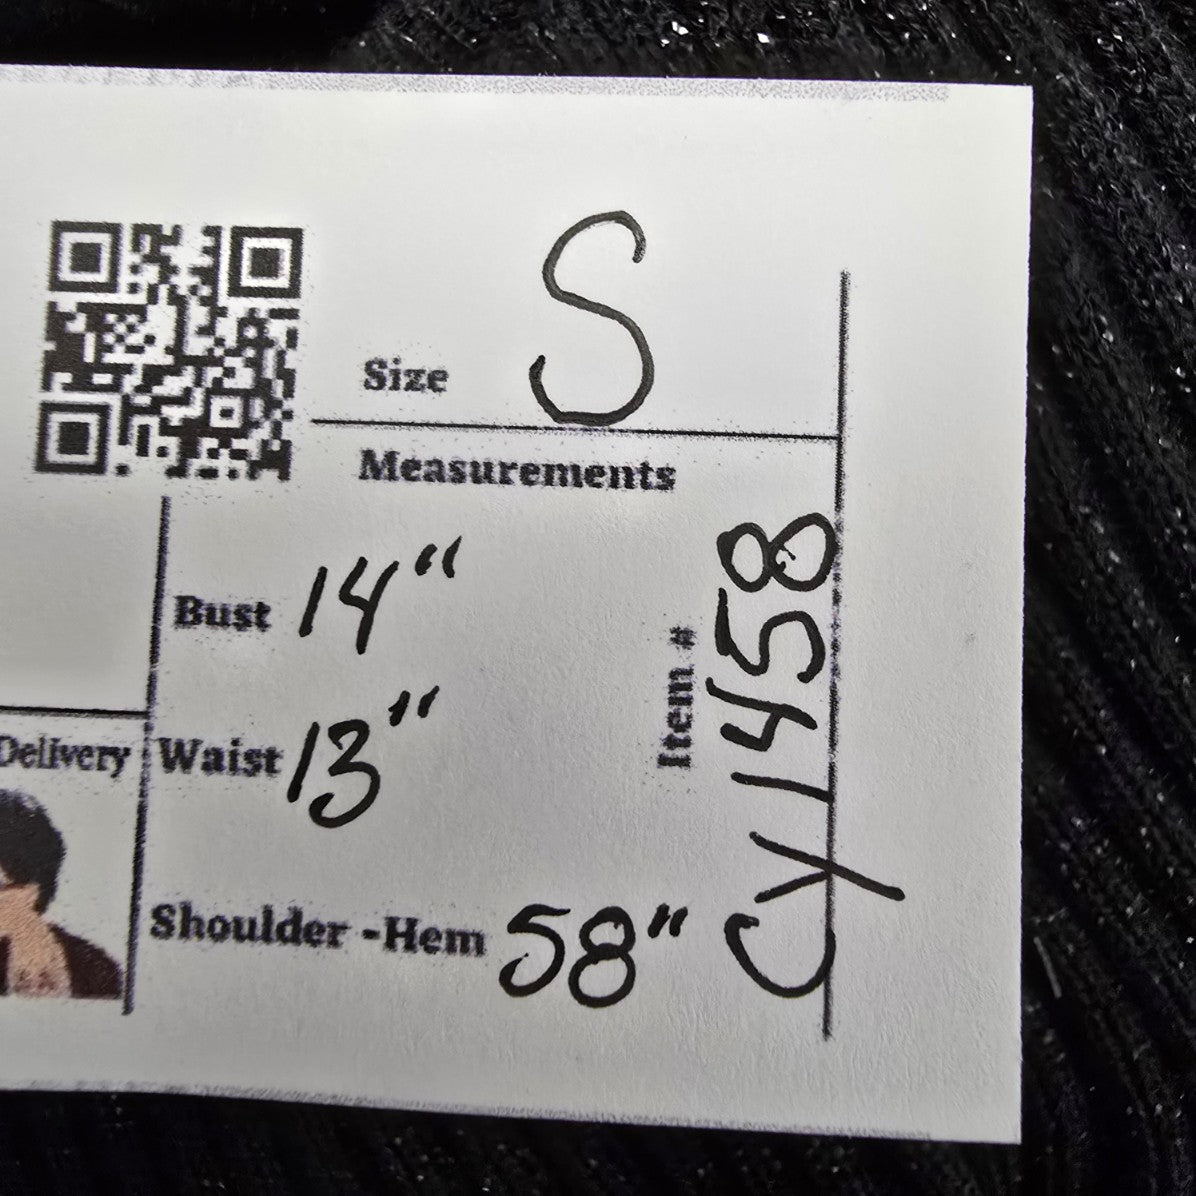 Size S
Measurements
Bust 14"
Waist 13"
Shoulder -Hem 58"
Delivery
Item # CY1458